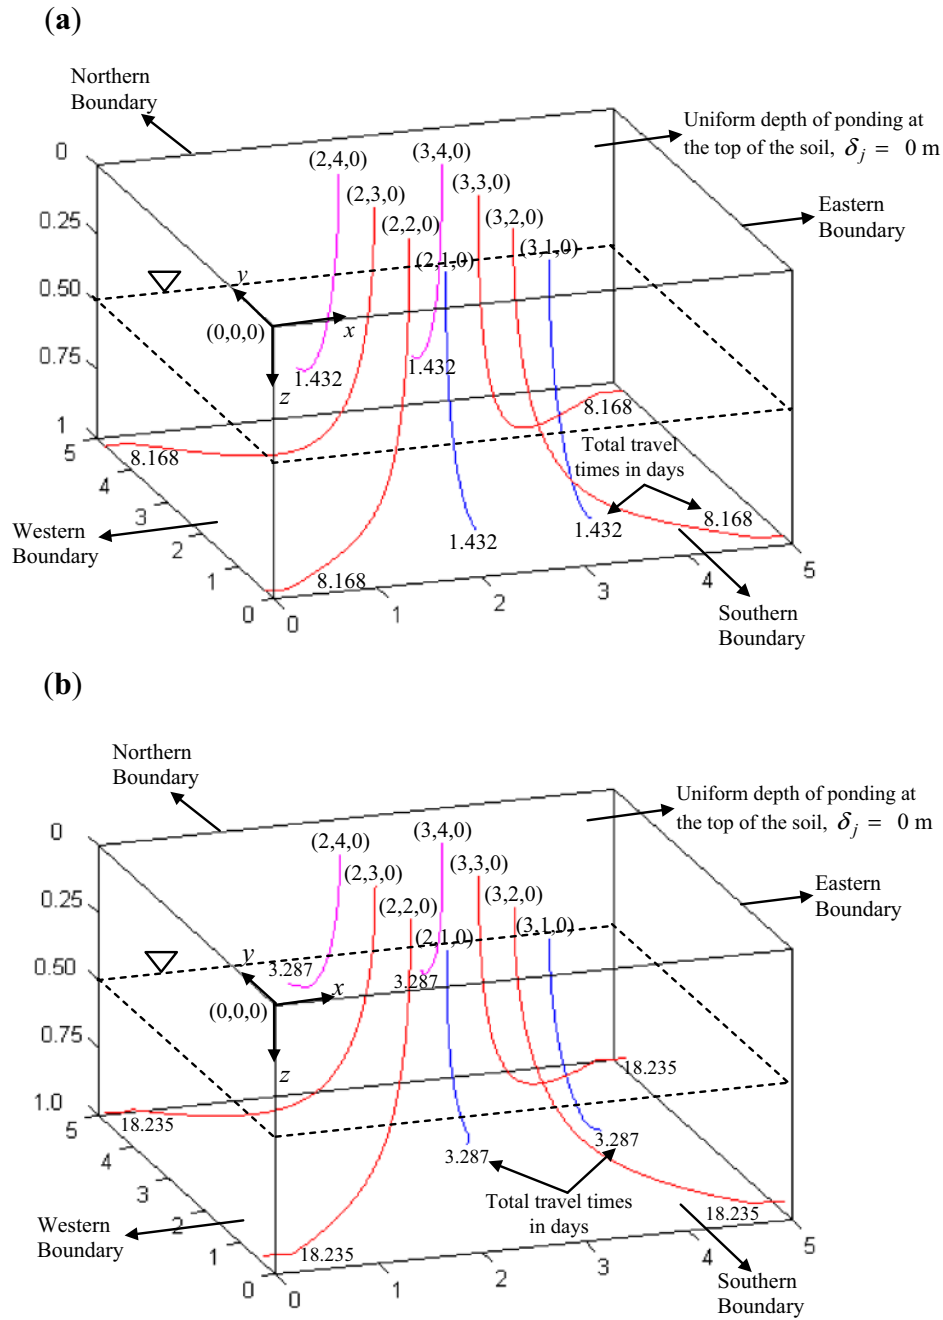 (a)
Northern
Boundary
Uniform depth of ponding at
the top of the soil, δj = 0 m
0
(2,4,0)
(3,4,0)
(2,3,0)
(3,3,0)
Eastern
Boundary
0.25
(2,2,0)
(3,2,0)
(2,1,0)
(3,1,0)
y
0.50
(0,0,0)
x
0.75
1.432
1.432
z
8.168
1
5
8.168
Total travel
times in days
4
3
Western
Boundary
2
1.432
1.432
8.168
1
8.168
5
0
0
1
2
3
4
Southern
Boundary
(b)
Northern
Boundary
Uniform depth of ponding at
the top of the soil, δj = 0 m
0
(2,4,0)
(3,4,0)
(2,3,0)
(3,3,0)
Eastern
Boundary
0.25
(2,2,0)
(3,2,0)
(2,1,0)
(3,1,0)
y
0.50
3.287
3.287
x
(0,0,0)
0.75
z
18.235
1.0
5
18.235
4
3.287
3.287
3
Total travel times
in days
2
Western
Boundary
18.235
1
18.235
5
0
0
1
2
3
4
Southern
Boundary